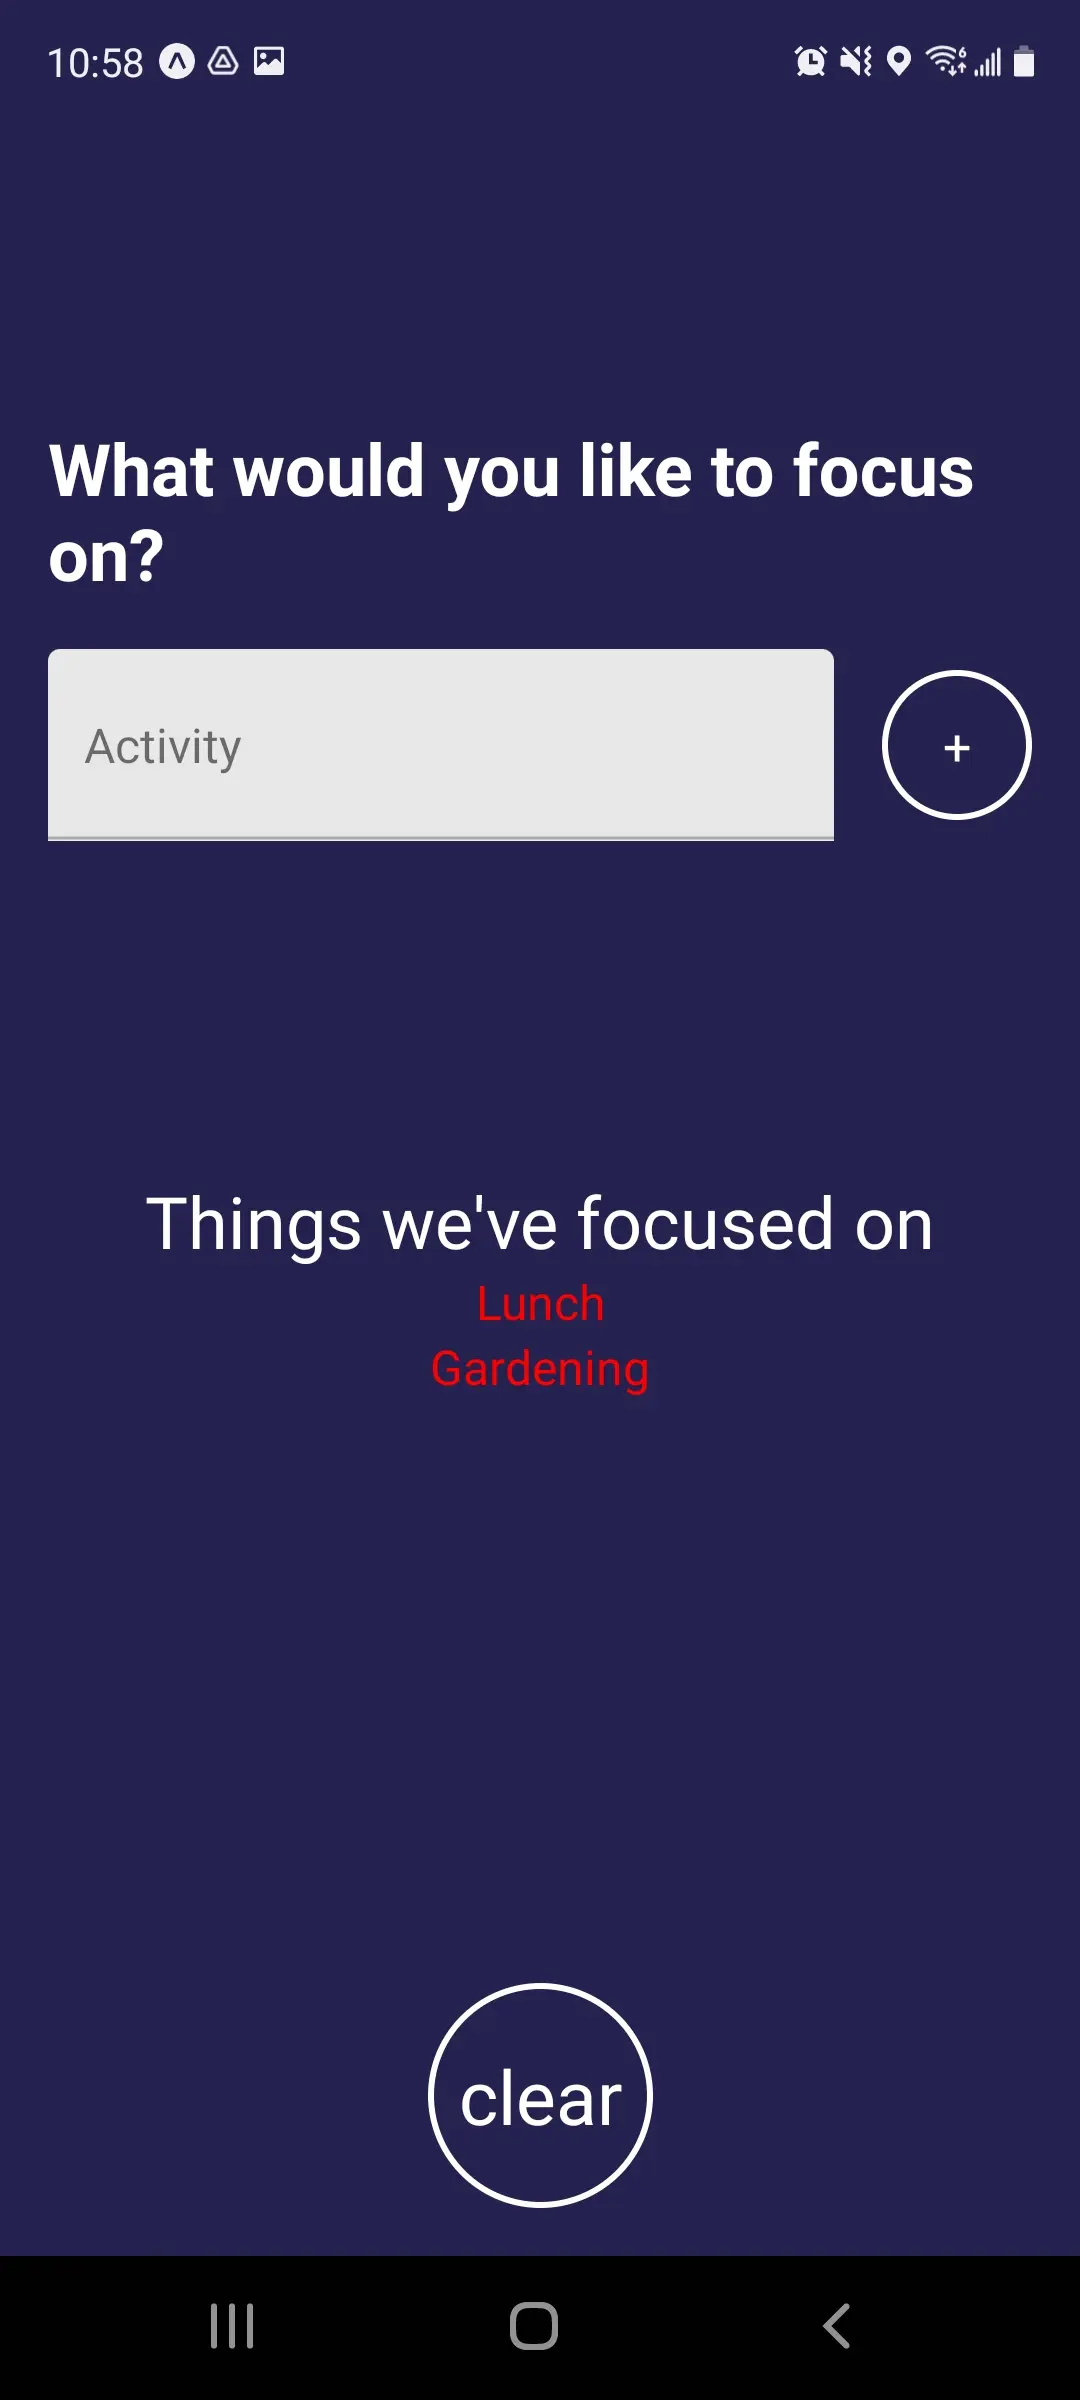 10:58
What would you like to focus
on?
Activity
+
Things we've focused on
Lunch
Gardening
clear